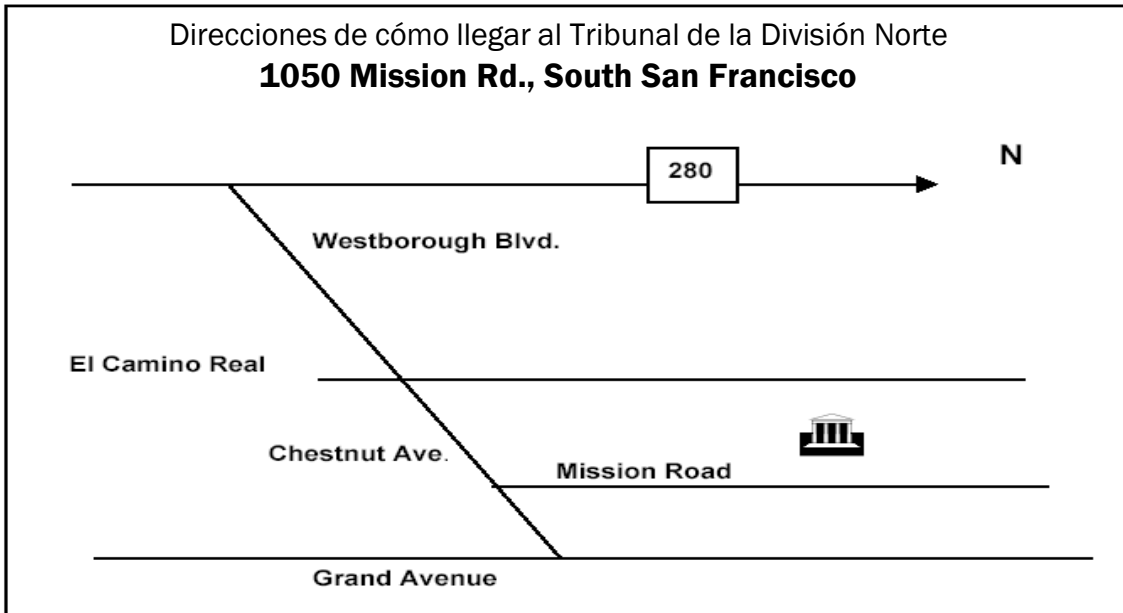 Direcciones de cómo llegar al Tribunal de la División Norte
1050 Mission Rd., South San Francisco
N
280
Westborough Blvd.
El Camino Real
Chestnut Ave.
Mission Road
Grand Avenue